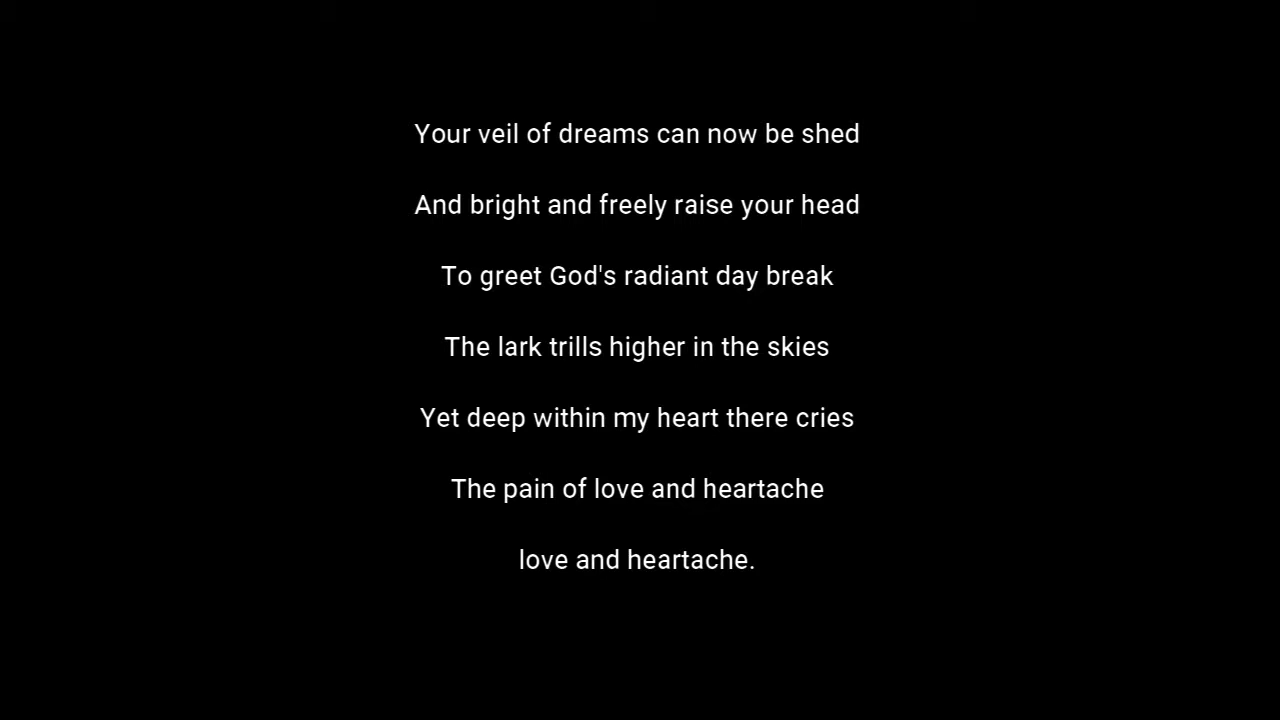 Your veil of dreams can now be shed
And bright and freely raise your head
To greet God's radiant day break
The lark trills higher in the skies
Yet deep within my heart there cries
The pain of love and heartache
love and heartache.